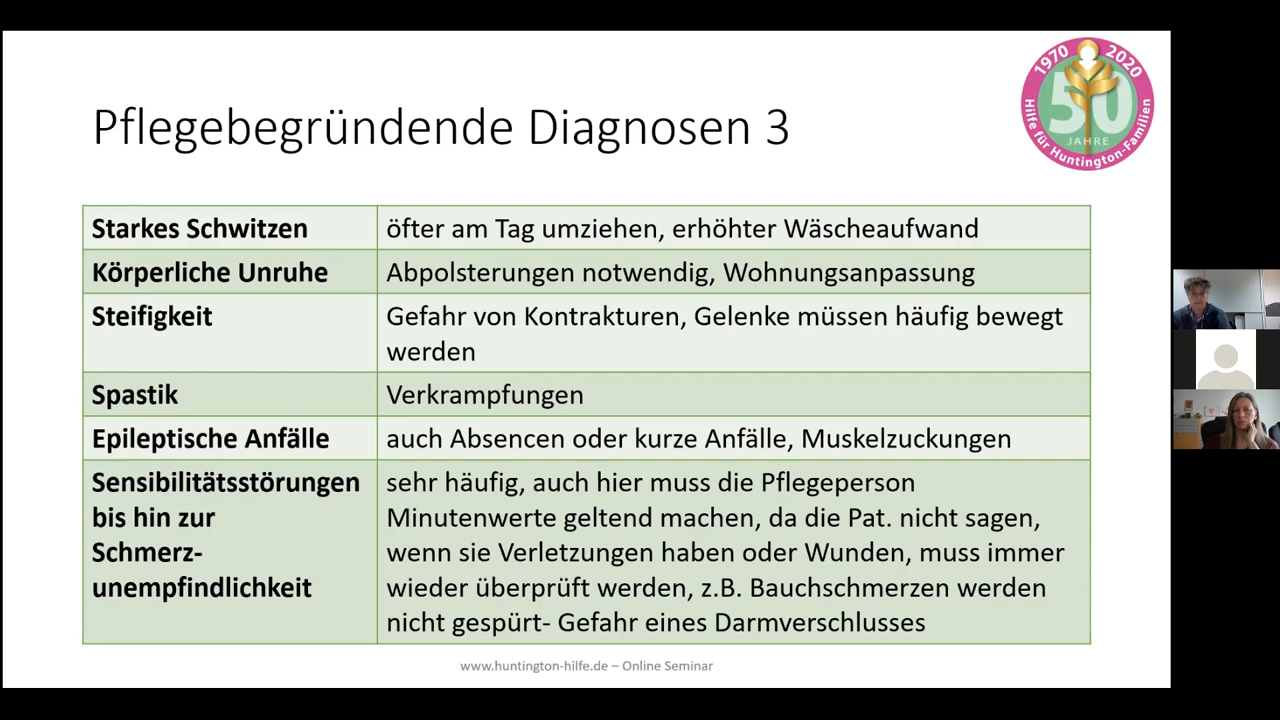 Pflegebegründende Diagnosen 3
1970 2020
50
JAHRE
Hilfe für Huntington-Familien
Starkes Schwitzen
öfter am Tag umziehen, erhöhter Wäscheaufwand
Körperliche Unruhe
Abpolsterungen notwendig, Wohnungsanpassung
Steifigkeit
Gefahr von Kontrakturen, Gelenke müssen häufig bewegt
werden
Spastik
Verkrampfungen
Epileptische Anfälle
auch Absencen oder kurze Anfälle, Muskelzuckungen
Sensibilitätsstörungen
bis hin zur
Schmerz-
unempfindlichkeit
sehr häufig, auch hier muss die Pflegeperson
Minutenwerte geltend machen, da die Pat. nicht sagen,
wenn sie Verletzungen haben oder Wunden, muss immer
wieder überprüft werden, z.B. Bauchschmerzen werden
nicht gespürt- Gefahr eines Darmverschlusses
www.huntington-hilfe.de – Online Seminar